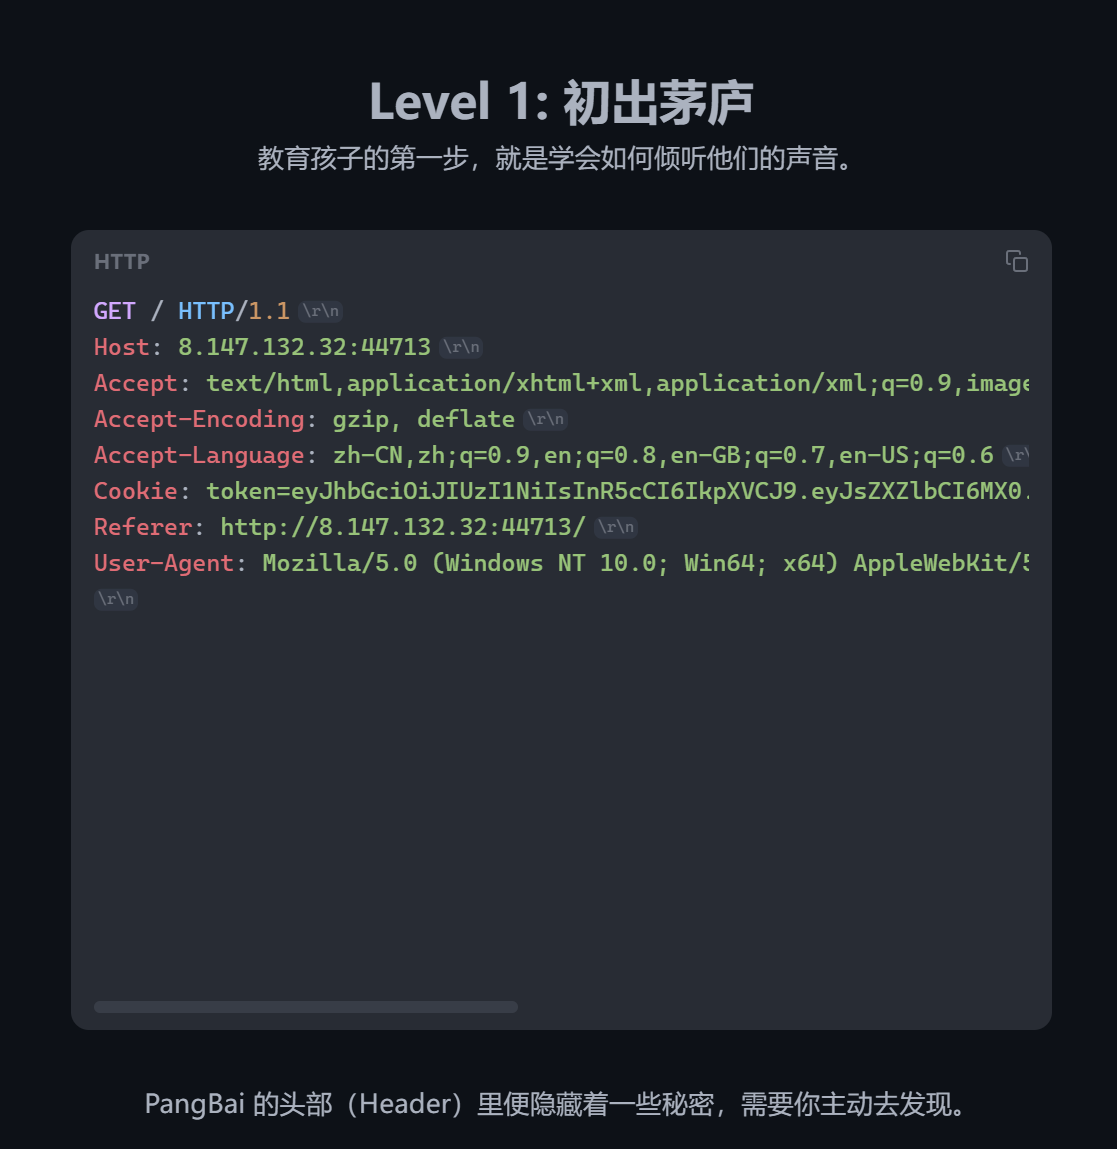 Level 1: 初出茅庐
教育孩子的第一步，就是学会如何倾听他们的声音。
HTTP
GET / HTTP/1.1 \r\n
Host: 8.147.132.32:44713 \r\n
Accept: text/html,application/xhtml+xml,application/xml;q=0.9,image
Accept-Encoding: gzip, deflate \r\n
Accept-Language: zh-CN,zh;q=0.9,en;q=0.8,en-GB;q=0.7,en-US;q=0.6 \r\
Cookie: token=eyJhbGciOiJIUzI1NiIsInR5cCI6IkpXVCJ9.eyJsZXZlbCI6MX0.
Referer: http://8.147.132.32:44713/ \r\n
User-Agent: Mozilla/5.0 (Windows NT 10.0; Win64; x64) AppleWebKit/5
\r\n
PangBai 的头部（Header）里便隐藏着一些秘密，需要你主动去发现。